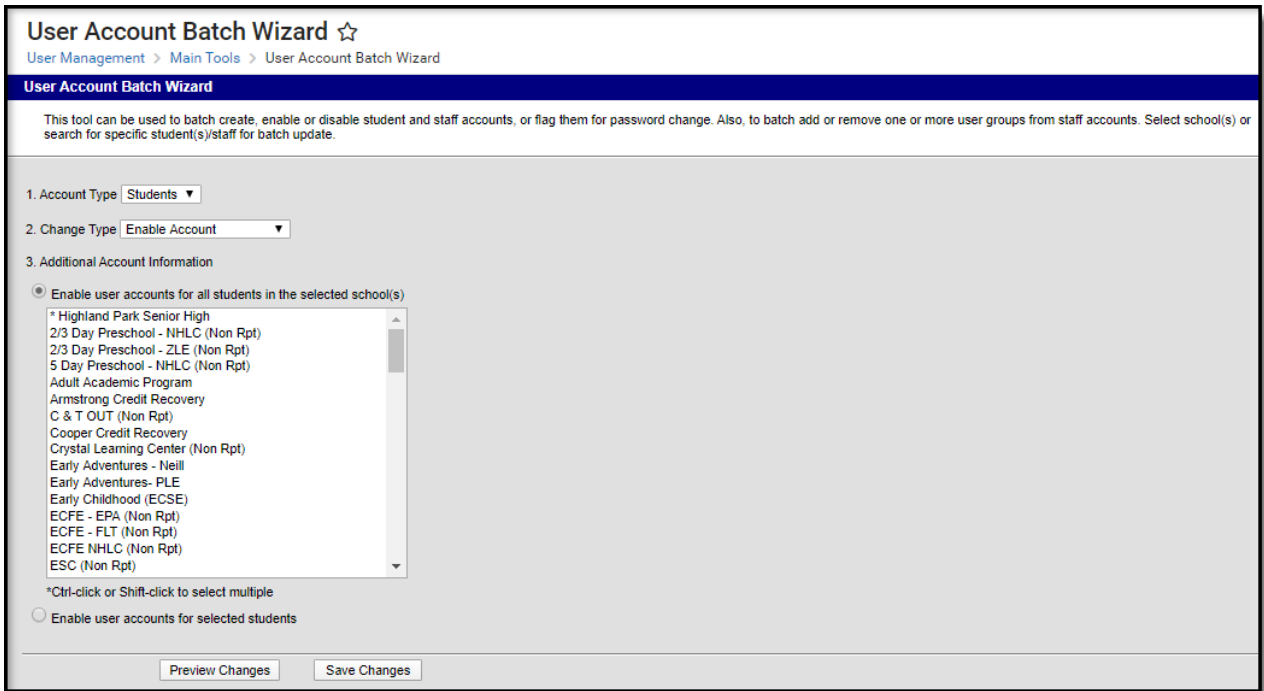 User Account Batch Wizard ☆
User Management > Main Tools > User Account Batch Wizard
User Account Batch Wizard
This tool can be used to batch create, enable or disable student and staff accounts, or flag them for password change. Also, to batch add or remove one or more user groups from staff accounts. Select school(s) or
search for specific student(s)/staff for batch update.
1. Account Type Students ▼
2. Change Type Enable Account ▼
3. Additional Account Information
Enable user accounts for all students in the selected school(s)
* Highland Park Senior High
2/3 Day Preschool - NHLC (Non Rpt)
2/3 Day Preschool - ZLE (Non Rpt)
5 Day Preschool - NHLC (Non Rpt)
Adult Academic Program
Armstrong Credit Recovery
C & T OUT (Non Rpt)
Cooper Credit Recovery
Crystal Learning Center (Non Rpt)
Early Adventures - Neill
Early Adventures- PLE
Early Childhood (ECSE)
ECFE - EPA (Non Rpt)
ECFE - FLT (Non Rpt)
ECFE NHLC (Non Rpt)
ESC (Non Rpt)
*Ctrl-click or Shift-click to select multiple
Enable user accounts for selected students
Preview Changes Save Changes